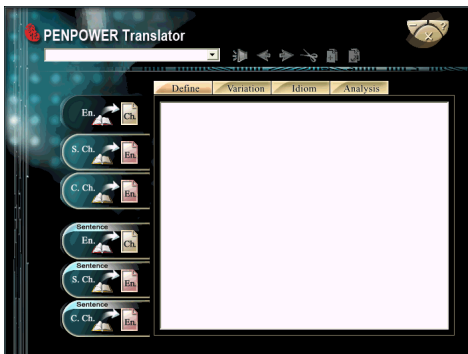 PENPOWER Translator
Define Variation Idiom Analysis
En. Ch.
S. Ch. En.
C. Ch. En.
Sentence
En. Ch.
Sentence
S. Ch. En.
Sentence
C. Ch. En.